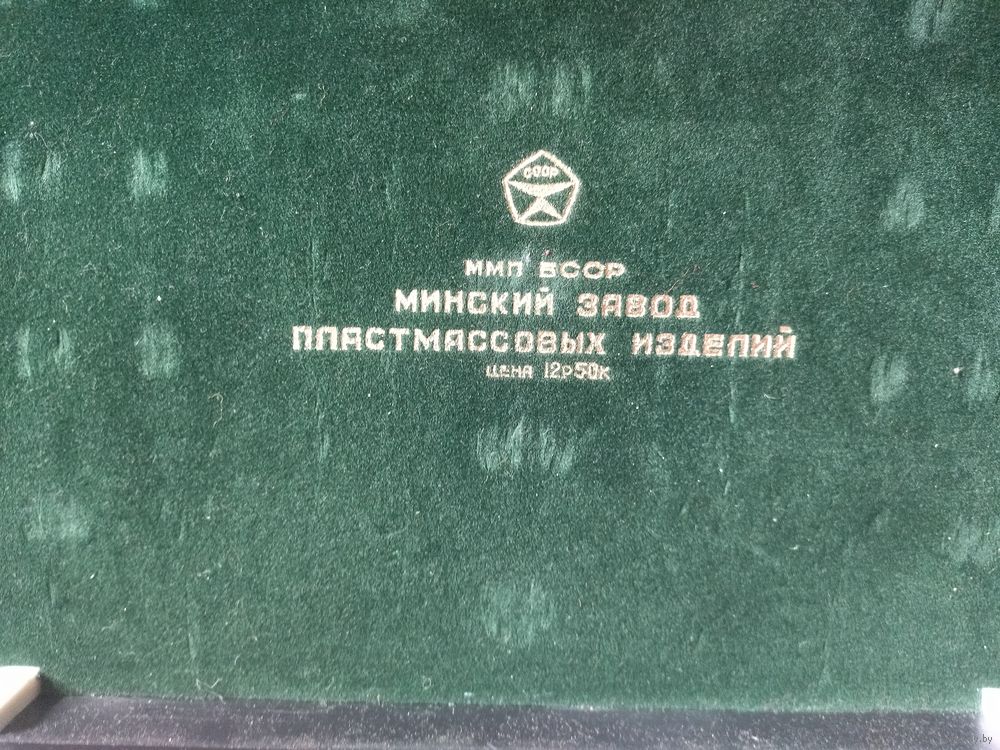 СССР
ММП БССР
МИНСКИЙ ЗАВОД
ПЛАСТМАССОВЫХ ИЗДЕЛИЙ
ЦЕНА 12р50к